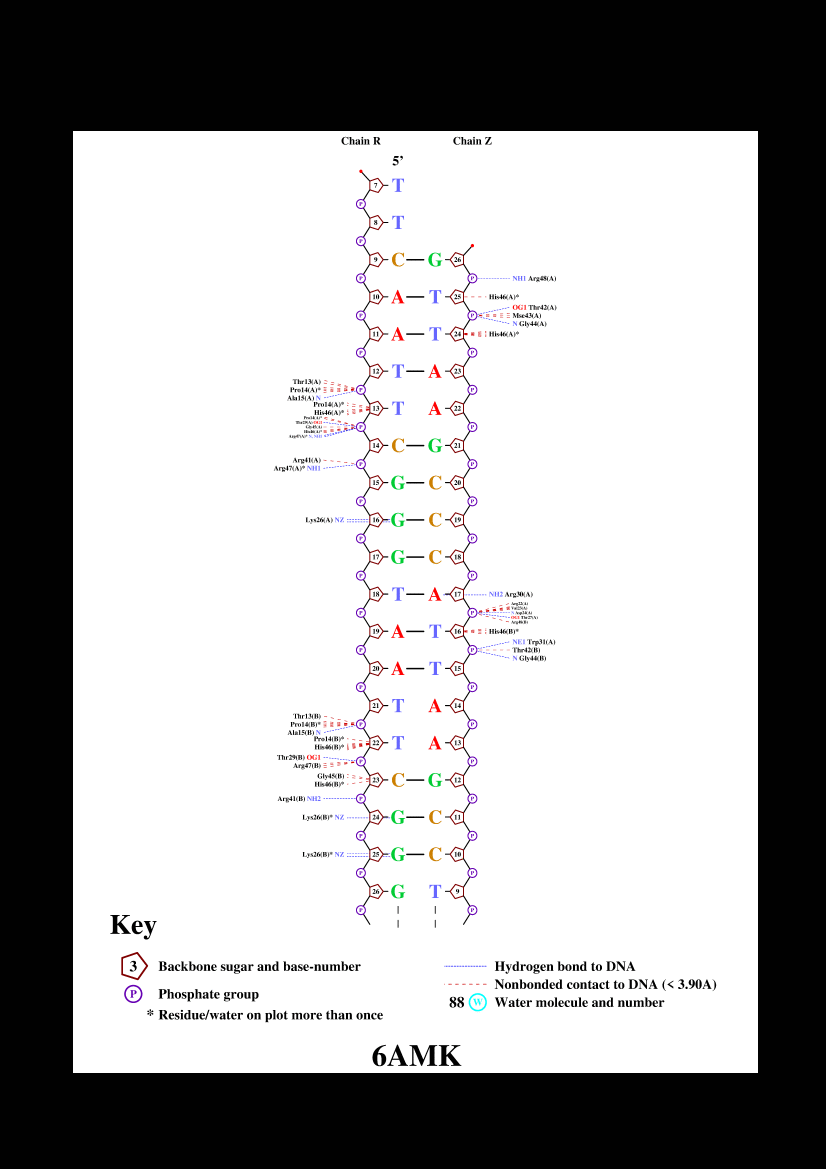 Chain R Chain Z
5’
7 T
P
8 T
P
9 C G 26
P P NH1 Arg48(A)
10 A T 25 His46(A)*
OG1 Thr42(A)
P P Mse43(A)
N Gly44(A)
11 A T 24 His46(A)*
P P
12 T A 23
Thr13(A)
Pro14(A)* P P
Ala15(A) N
Pro14(A)*
13 T A 22
His46(A)*
Pro14(A)*
Thr29(A) OG1
Gly45(A) P P
His46(A)*
Arg47(A)* N NH1
14 C G 21
Arg41(A) P P
Arg47(A)* NH1
15 G C 20
P P
Lys26(A) NZ 16 G C 19
P P
17 G C 18
P P
18 T A 17 NH2 Arg30(A)
Arg22(A)
Val23(A)
P P N Asp24(A)
OG1 Thr27(A)
Arg48(B)
19 A T 16 His46(B)*
NE1 Trp31(A)
P P Thr42(B)
N Gly44(B)
20 A T 15
P P
21 T A 14
Thr13(B)
Pro14(B)* P P
Ala15(B) N
Pro14(B)*
22 T A 13
His46(B)*
Thr29(B) OG1 P P
Arg47(B)
Gly45(B)
23 C G 12
His46(B)*
Arg41(B) NH2 P P
Lys26(B)* NZ 24 G C 11
P P
Lys26(B)* NZ 25 G C 10
P P
26 G T 9
P P
Key
3 Backbone sugar and base-number
P Phosphate group
* Residue/water on plot more than once
Hydrogen bond to DNA
Nonbonded contact to DNA (< 3.90A)
88 W Water molecule and number
6AMK